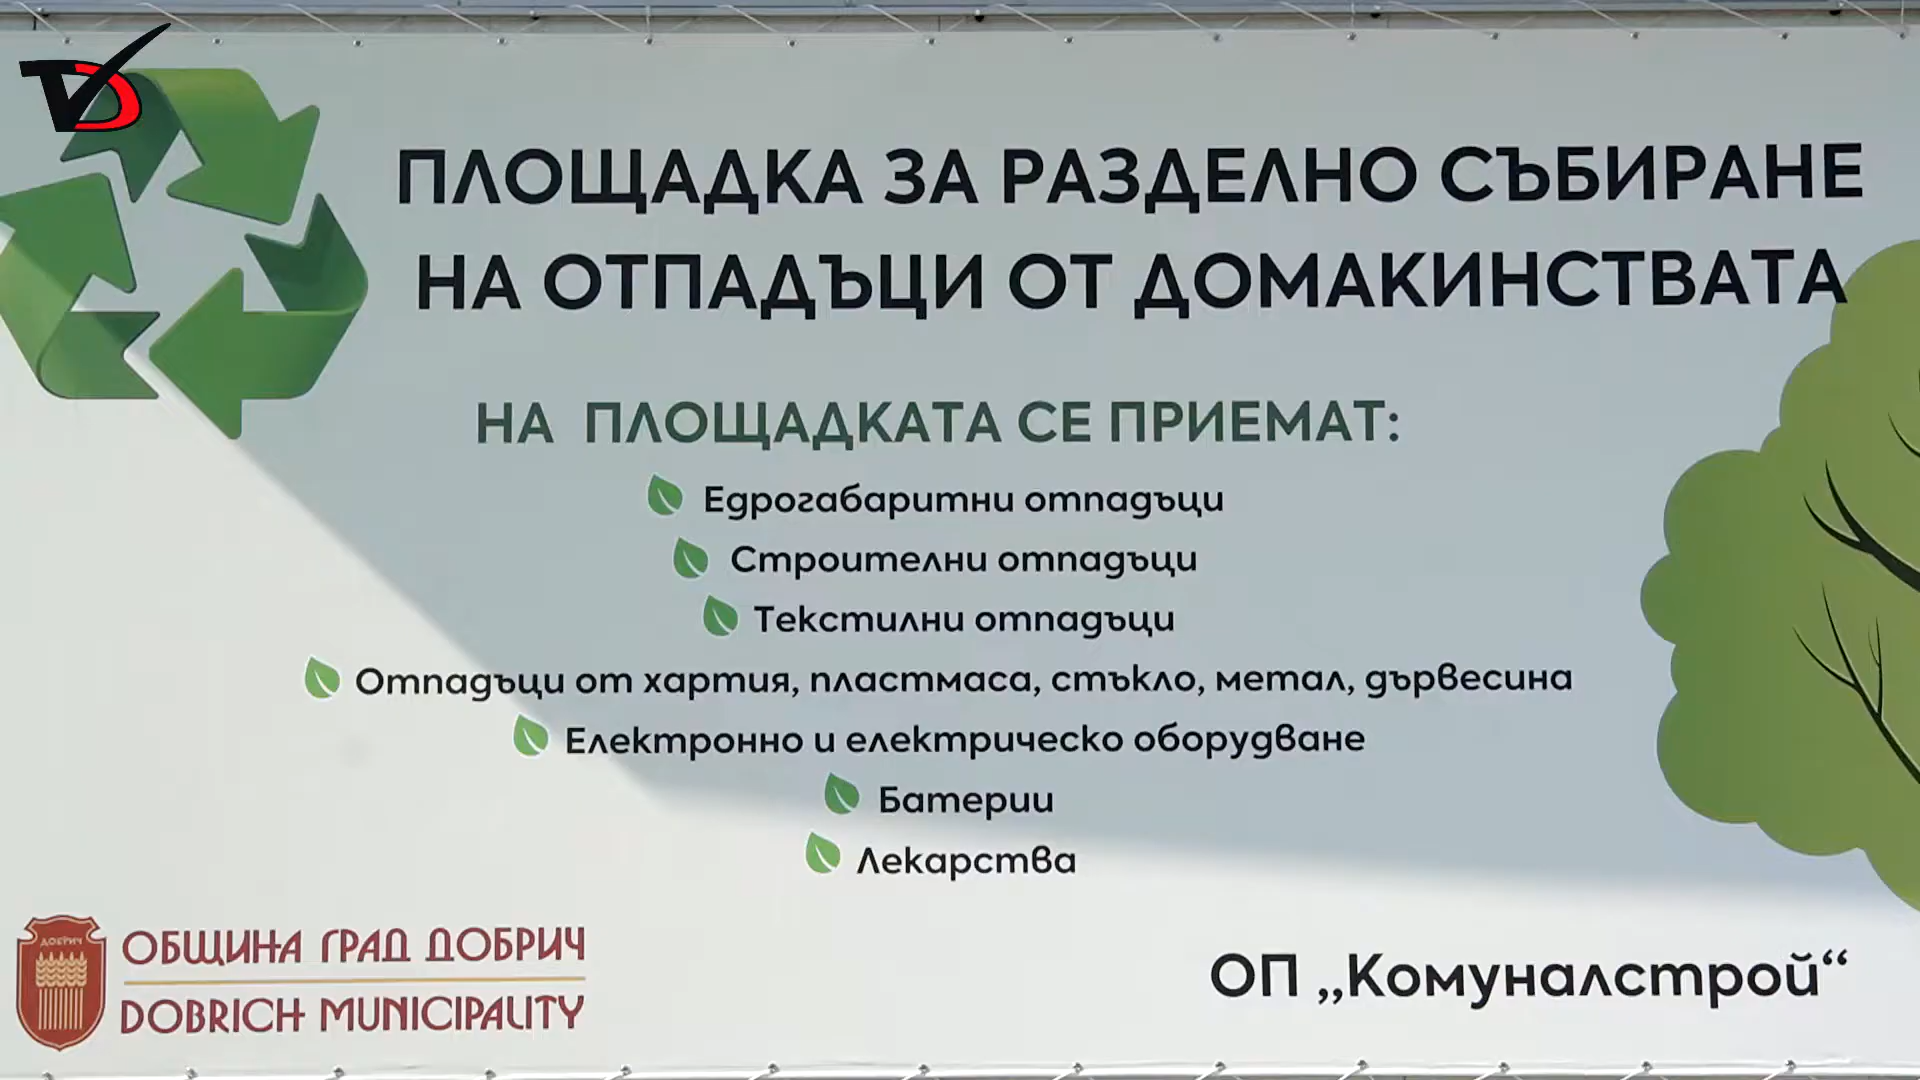 ПЛОЩАДКА ЗА РАЗДЕЛНО СЪБИРАНЕ
НА ОТПАДЪЦИ ОТ ДОМАКИНСТВАТА
НА ПЛОЩАДКАТА СЕ ПРИЕМАТ:
Едрогабаритни отпадъци
Строителни отпадъци
Текстилни отпадъци
Отпадъци от хартия, пластмаса, стъкло, метал, дървесина
Електронно и електрическо оборудване
Батерии
Лекарства
ДОБРИЧ
ОБЩИНА ГРАД ДОБРИЧ
DOBRICH MUNICIPALITY
ОП „Комуналстрой“